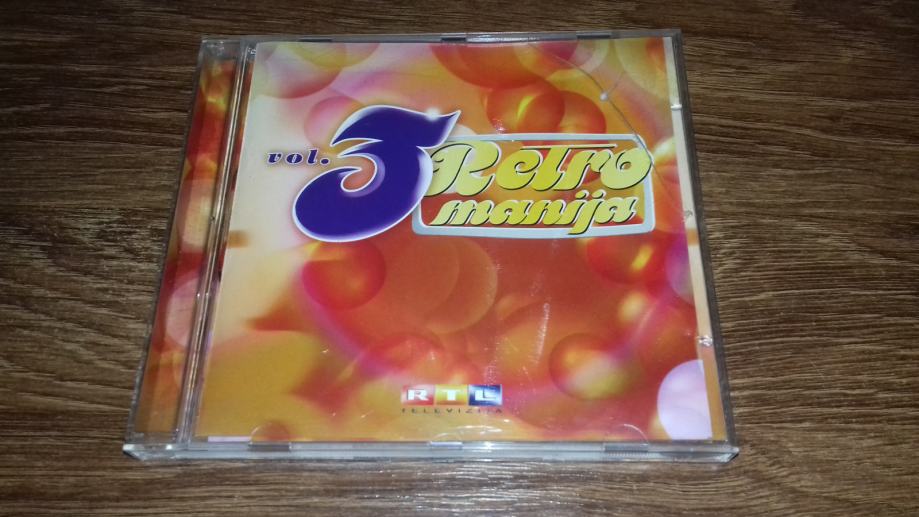 vol. 3
Retro
manija
RTL
TELEVIZIJA